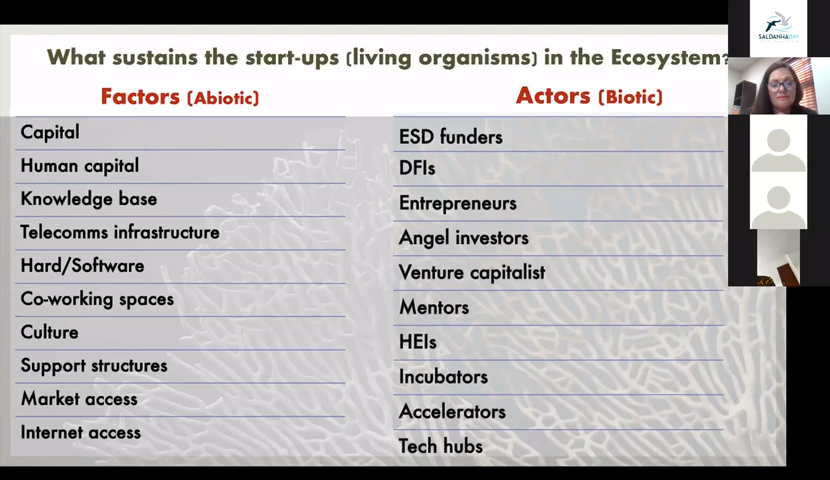 What sustains the start-ups (living organisms) in the Ecosystem?
Factors (Abiotic)
Capital
Human capital
Knowledge base
Telecomms infrastructure
Hard/Software
Co-working spaces
Culture
Support structures
Market access
Internet access
Actors (Biotic)
ESD funders
DFIs
Entrepreneurs
Angel investors
Venture capitalist
Mentors
HEIs
Incubators
Accelerators
Tech hubs
SALDANHABAY